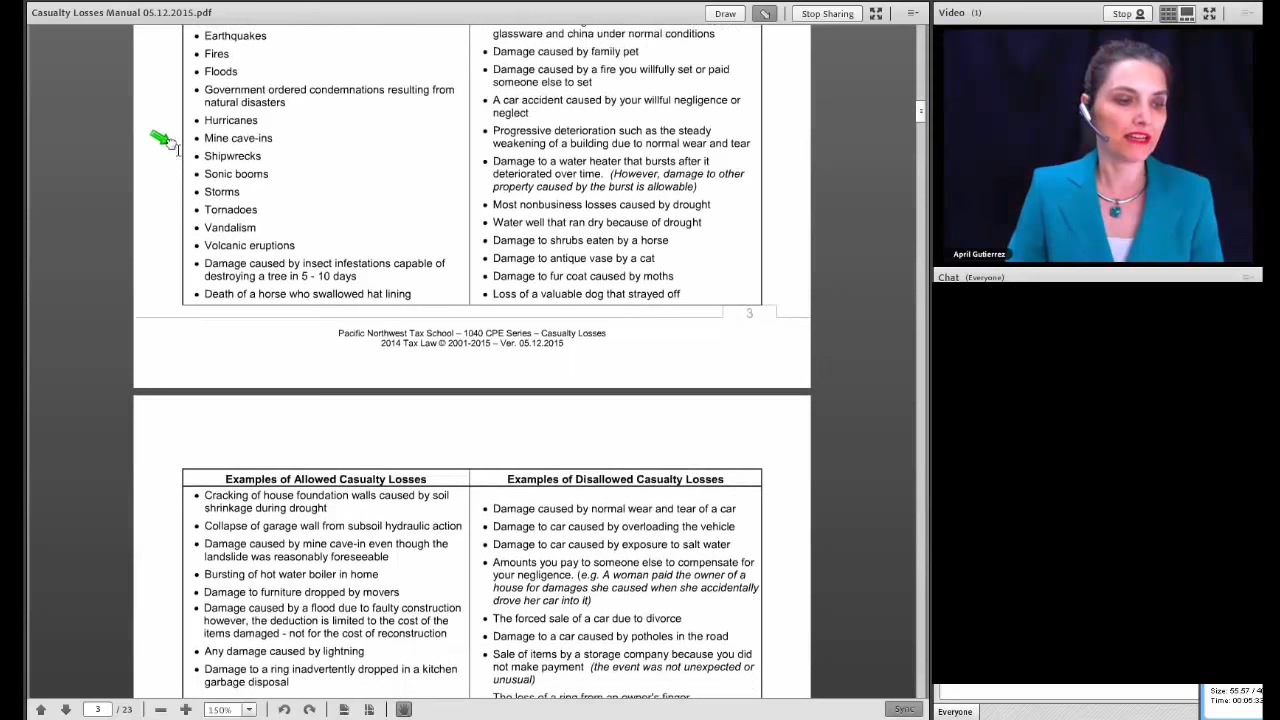 Casualty Losses Manual 05.12.2015.pdf
Draw
Stop Sharing
Earthquakes
Fires
Floods
Government ordered condemnations resulting from
natural disasters
Hurricanes
Mine cave-ins
Shipwrecks
Sonic booms
Storms
Tornadoes
Vandalism
Volcanic eruptions
Damage caused by insect infestations capable of
destroying a tree in 5 - 10 days
Death of a horse who swallowed hat lining
glassware and china under normal conditions
Damage caused by family pet
Damage caused by a fire you willfully set or paid
someone else to set
A car accident caused by your willful negligence or
neglect
Progressive deterioration such as the steady
weakening of a building due to normal wear and tear
Damage to a water heater that bursts after it
deteriorated over time. (However, damage to other
property caused by the burst is allowable)
Most nonbusiness losses caused by drought
Water well that ran dry because of drought
Damage to shrubs eaten by a horse
Damage to antique vase by a cat
Damage to fur coat caused by moths
Loss of a valuable dog that strayed off
3
Pacific Northwest Tax School – 1040 CPE Series – Casualty Losses
2014 Tax Law © 2001-2015 – Ver. 05.12.2015
Examples of Allowed Casualty Losses
Cracking of house foundation walls caused by soil
shrinkage during drought
Collapse of garage wall from subsoil hydraulic action
Damage caused by mine cave-in even though the
landslide was reasonably foreseeable
Bursting of hot water boiler in home
Damage to furniture dropped by movers
Damage caused by a flood due to faulty construction
however, the deduction is limited to the cost of the
items damaged - not for the cost of reconstruction
Any damage caused by lightning
Damage to a ring inadvertently dropped in a kitchen
garbage disposal
Examples of Disallowed Casualty Losses
Damage caused by normal wear and tear of a car
Damage to car caused by overloading the vehicle
Damage to car caused by exposure to salt water
Amounts you pay to someone else to compensate for
your negligence. (e.g. A woman paid the owner of a
house for damages she caused when she accidentally
drove her car into it)
The forced sale of a car due to divorce
Damage to a car caused by potholes in the road
Sale of items by a storage company because you did
not make payment (the event was not unexpected or
unusual)
The loss of a ring from an owner's finger
3 / 23
150%
Sync
Video (1)
Stop
April Gutierrez
Chat (Everyone)
Everyone
Size: 55.57 /
Time: 00:05:3